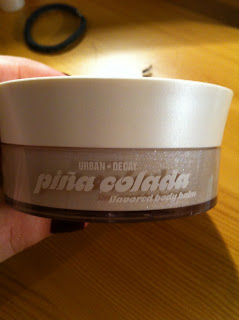 URBAN • DECAY
piña colada
flavored body balm